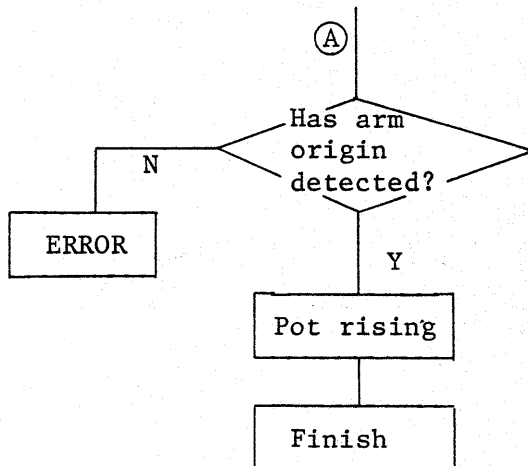 A
Has arm
origin
detected?
N
ERROR
Y
Pot rising
Finish